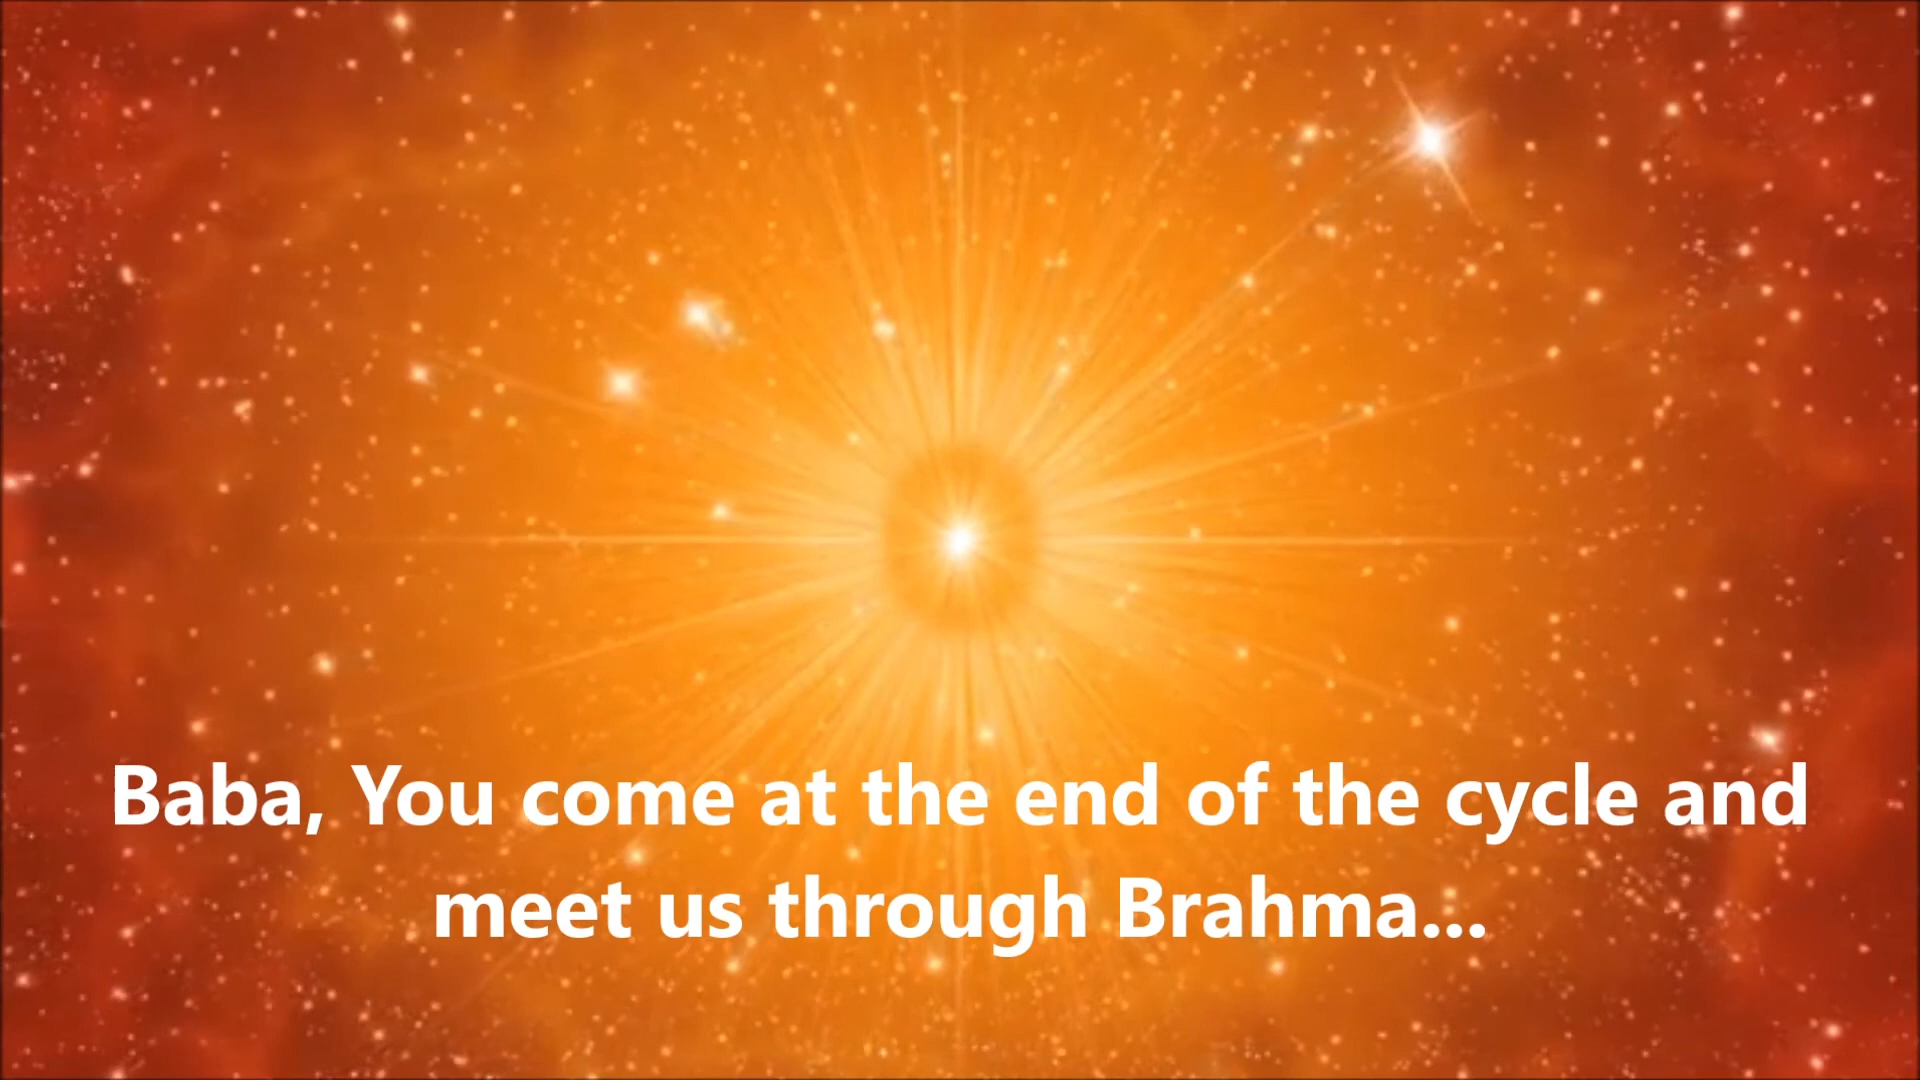 Baba, You come at the end of the cycle and
meet us through Brahma...